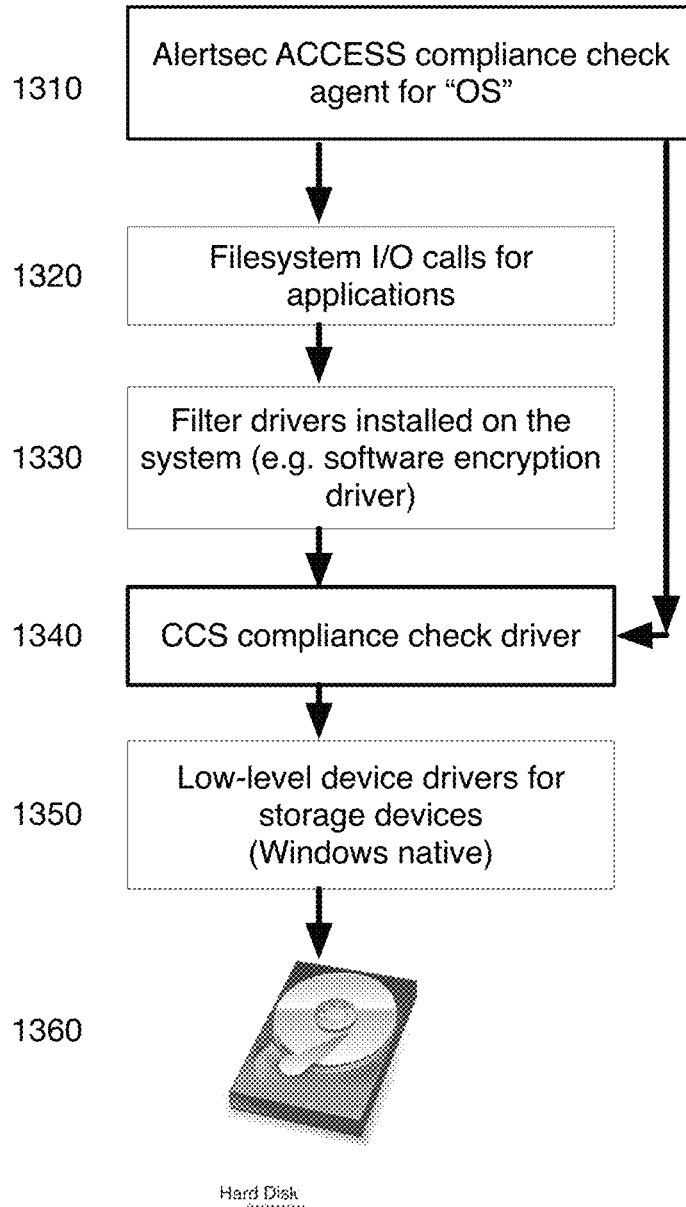 1310
Alertsec ACCESS compliance check
agent for “OS”
1320
Filesystem I/O calls for
applications
1330
Filter drivers installed on the
system (e.g. software encryption
driver)
1340
CCS compliance check driver
1350
Low-level device drivers for
storage devices
(Windows native)
1360
Hard Disk